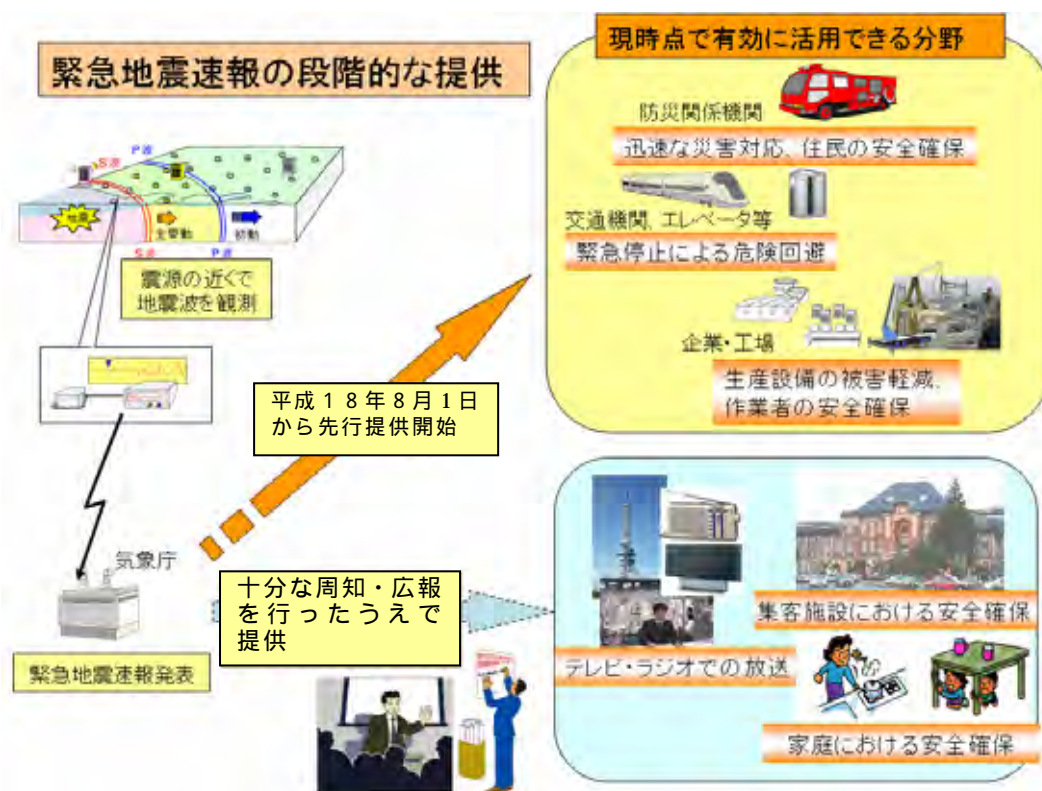 緊急地震速報の段階的な提供
S波
P波
地震
主要動
初動
S波
P波
震源の近くで
地震波を観測
気象庁
緊急地震速報発表
平成18年8月1日
から先行提供開始
十分な周知・広報
を行ったうえで
提供
現時点で有効に活用できる分野
防災関係機関
迅速な災害対応、住民の安全確保
交通機関、エレベータ等
緊急停止による危険回避
企業・工場
生産設備の被害軽減、
作業者の安全確保
テレビ・ラジオでの放送
集客施設における安全確保
家庭における安全確保